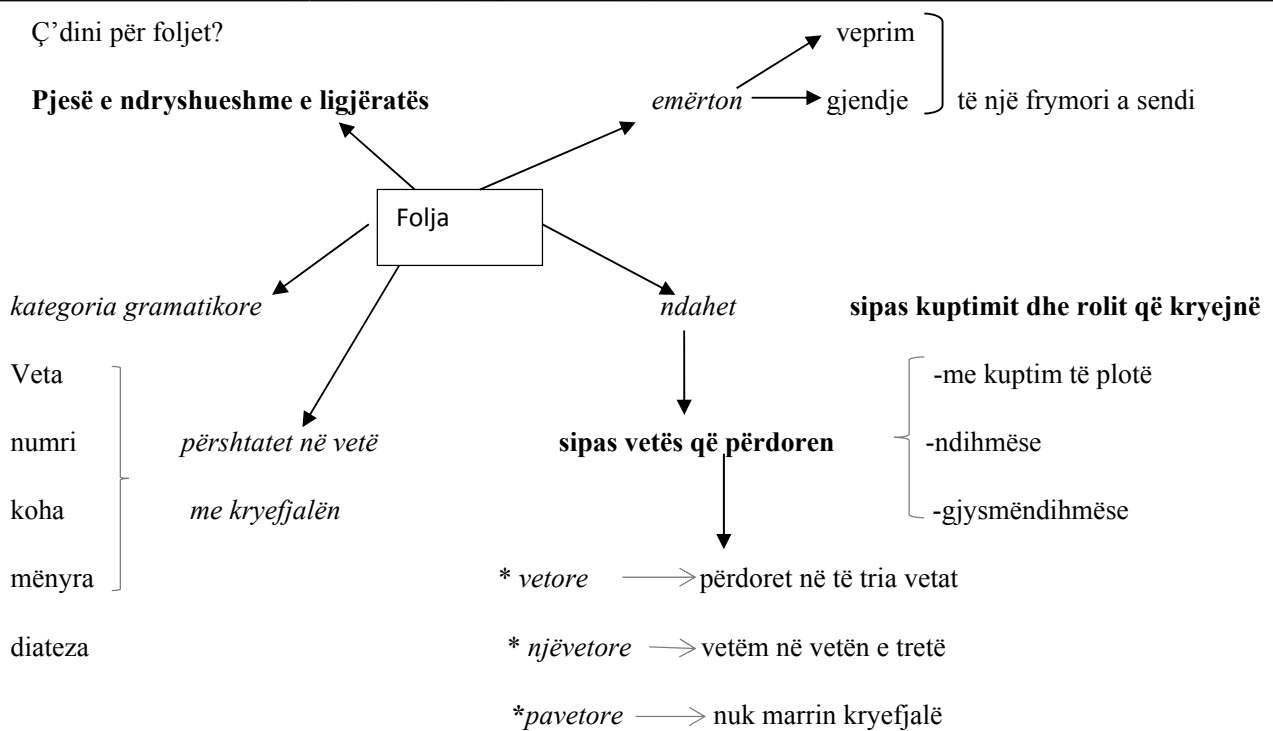 Ç’dini për foljet?
veprim
Pjesë e ndryshueshme e ligjëratës
emërton
gjendje
të një frymori a sendi
Folja
kategoria gramatikore
ndahet
sipas kuptimit dhe rolit që kryejnë
Veta
-me kuptim të plotë
numri
përshtatet në vetë
sipas vetës që përdoren
-ndihmëse
koha
me kryefjalën
-gjysmëndihmëse
mënyra
* vetore
përdoret në të tria vetat
diateza
* njëvetore
vetëm në vetën e tretë
*pavetore
nuk marrin kryefjalë